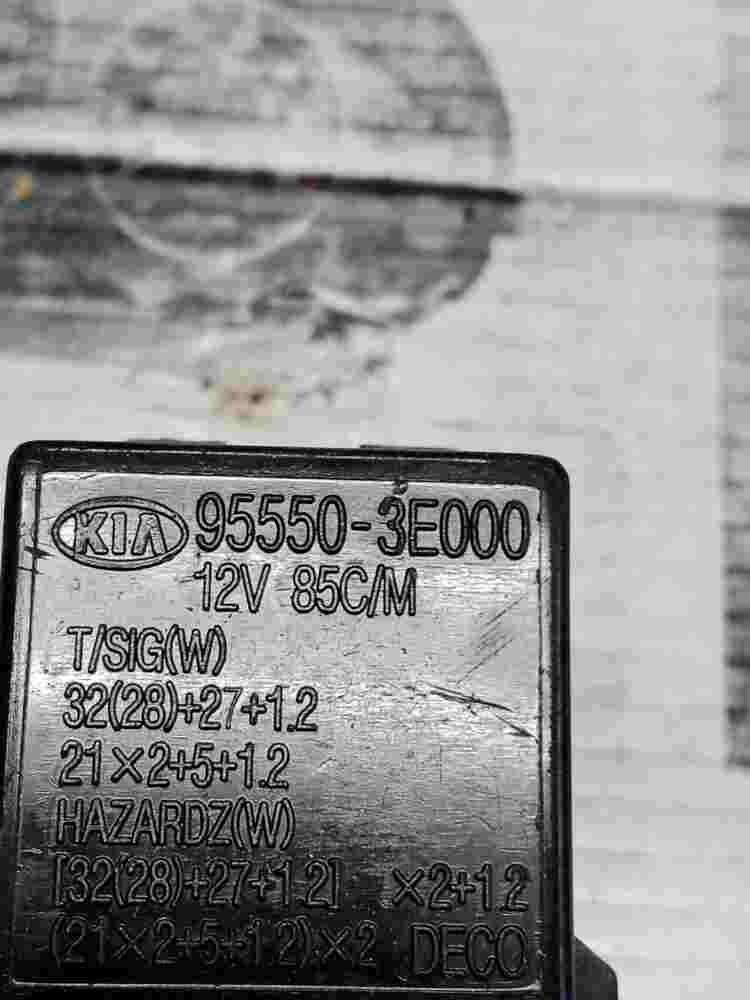 KIA 95550-3E000
12V 85C/M
T/SIG(W)
32(28)+27+1.2
21×2+5+1.2
HAZARDZ(W)
[32(28)+27+1.2] ×2+1.2
(21×2+5+1.2)×2 DECO